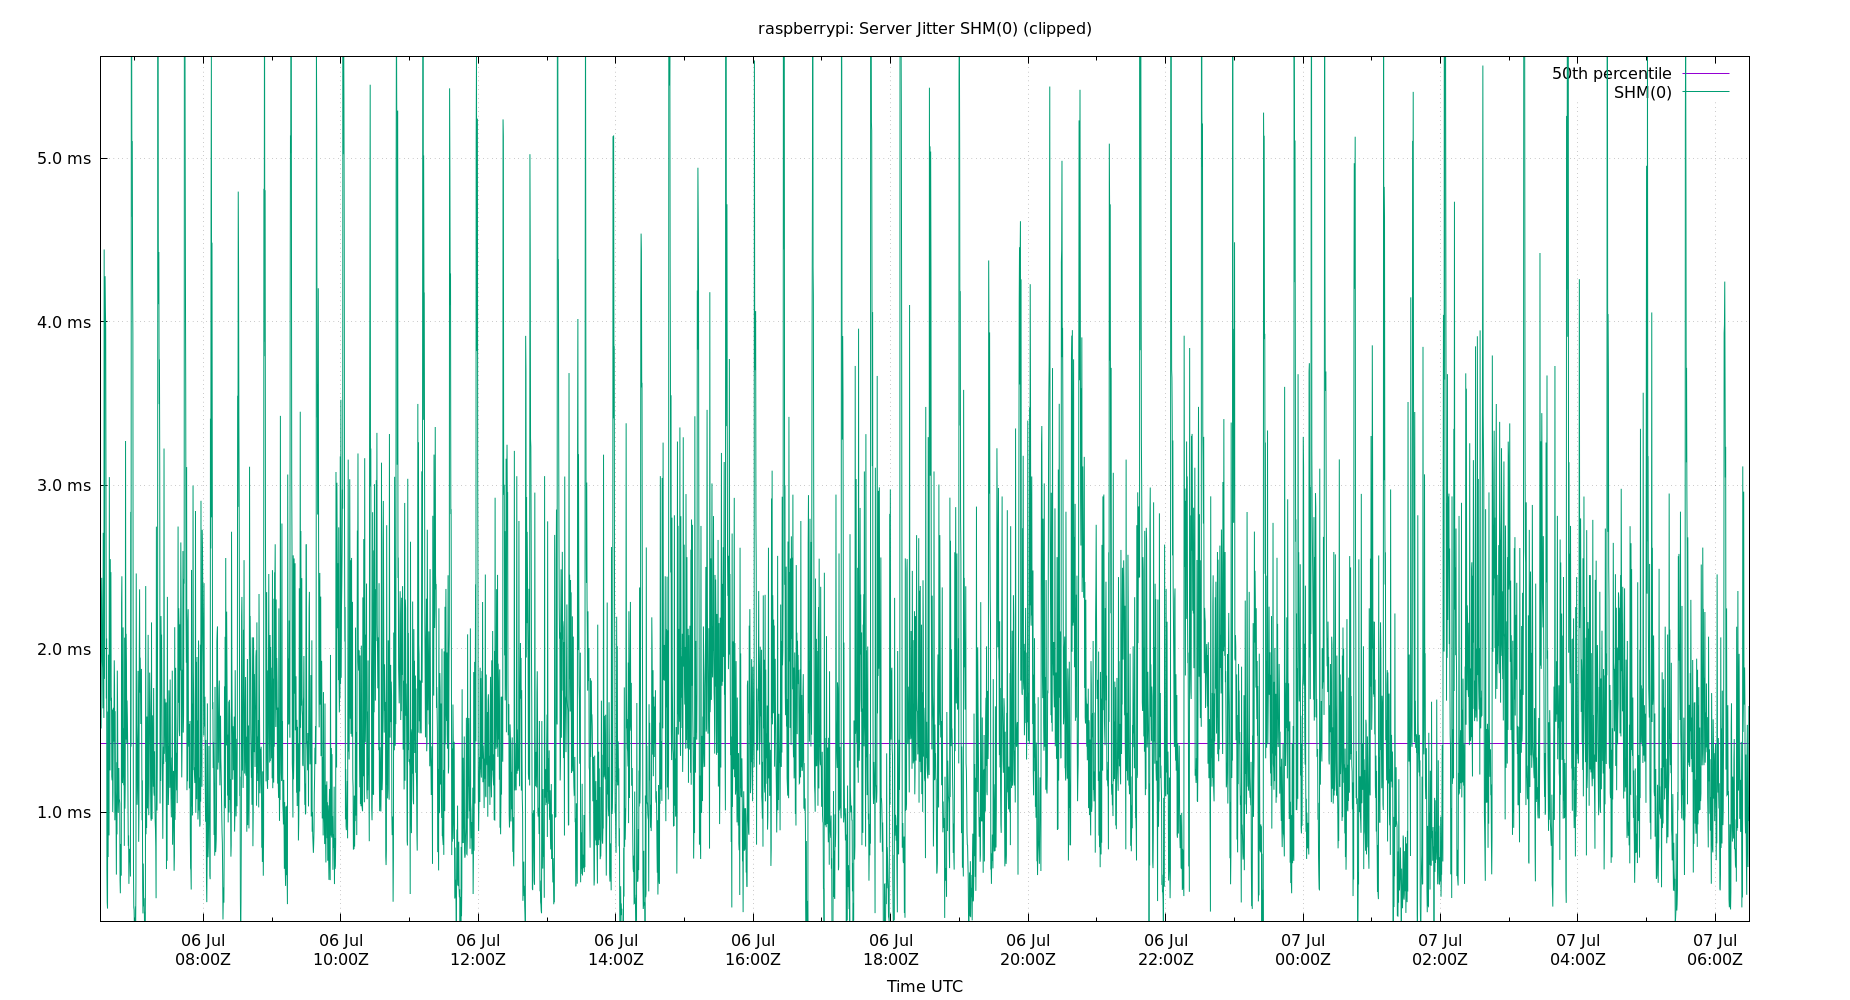 raspberrypi: Server Jitter SHM(0) (clipped)
50th percentile
SHM(0)
5.0 ms
4.0 ms
3.0 ms
2.0 ms
1.0 ms
06 Jul 06 Jul 06 Jul 06 Jul 06 Jul 06 Jul 06 Jul 06 Jul 07 Jul 07 Jul 07 Jul 07 Jul
08:00Z 10:00Z 12:00Z 14:00Z 16:00Z 18:00Z 20:00Z 22:00Z 00:00Z 02:00Z 04:00Z 06:00Z
Time UTC